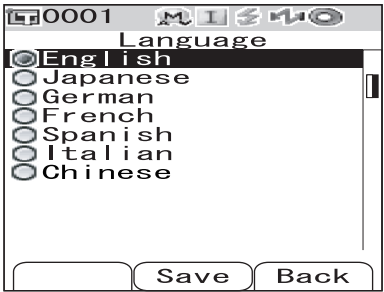 0001 M I
Language
English
Japanese
German
French
Spanish
Italian
Chinese
Save Back